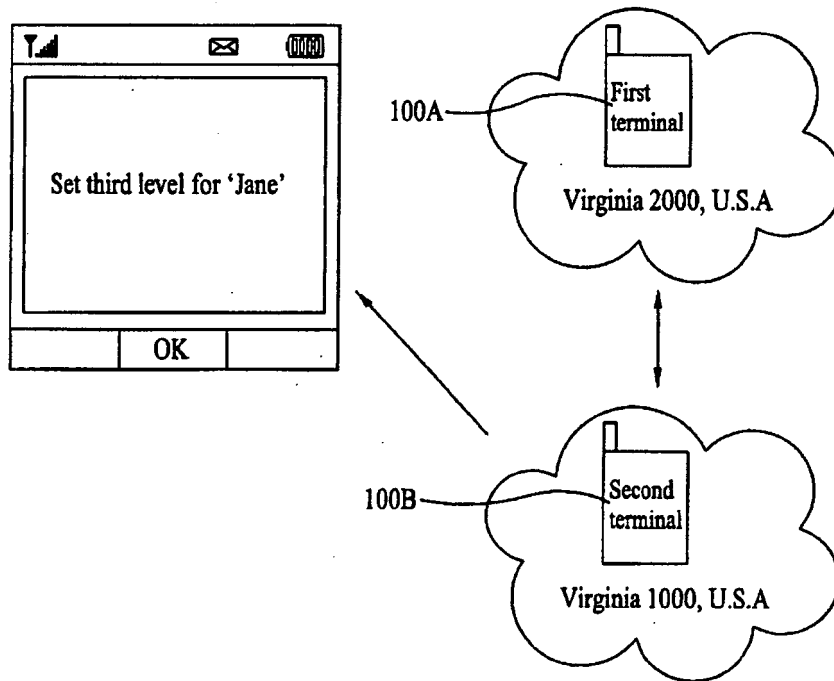 Set third level for 'Jane'
OK
100A
First
terminal
Virginia 2000, U.S.A
100B
Second
terminal
Virginia 1000, U.S.A